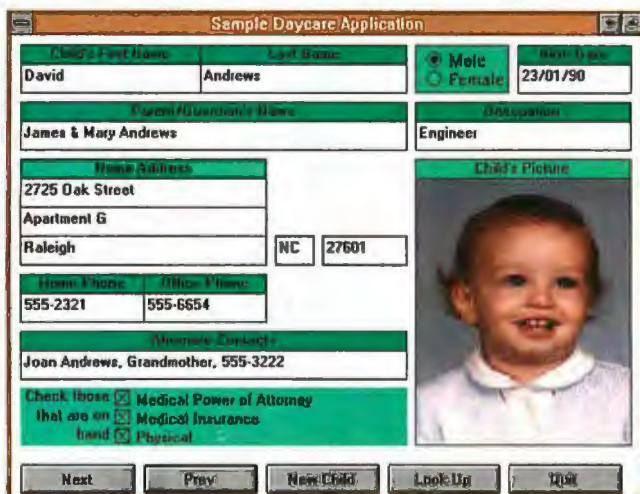 Sample Daycare Application
Child's First Name Last Name
David Andrews
Male
Female
Birth Date
23/01/90
Parent/Guardian's Name
James & Mary Andrews
Occupation
Engineer
Home Address
2725 Oak Street
Apartment G
Raleigh NC 27601
Child's Picture
Home Phone Office Phone
555-2321 555-6654
Alternate Contacts
Joan Andrews, Grandmother, 555-3222
Check those Medical Power of Attorney
that are on Medical Insurance
hand Physical
Next Prev New Child Look Up Quit